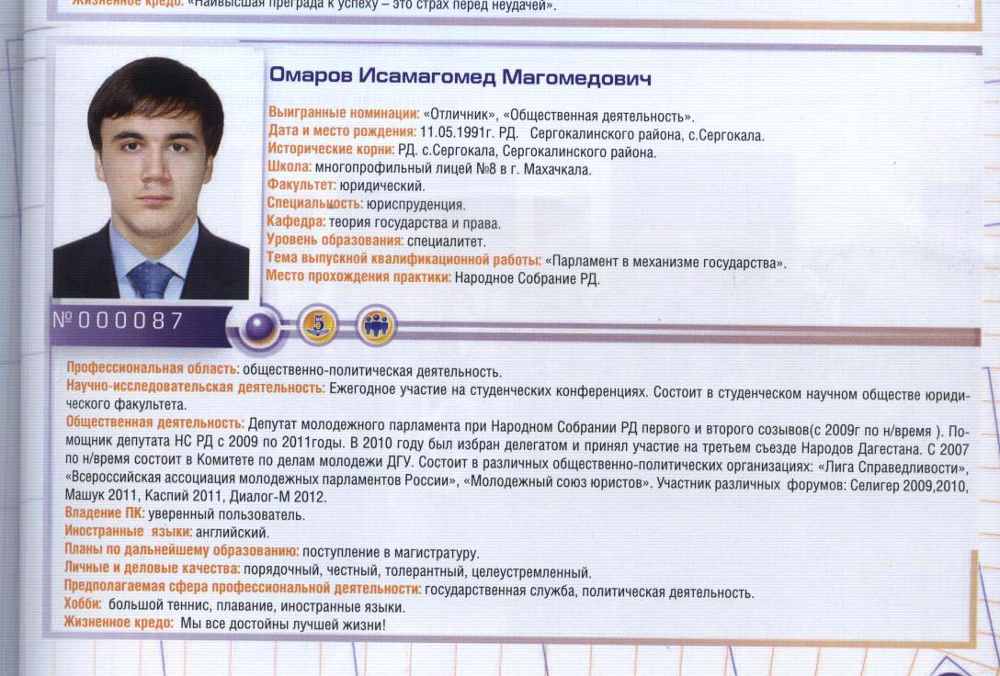 Жизненное кредо: «Наивысшая преграда к успеху – это страх перед неудачей».
Омаров Исамагомед Магомедович
Выигранные номинации: «Отличник», «Общественная деятельность».
Дата и место рождения: 11.05.1991г. РД. Сергокалинского района, с.Сергокала.
Исторические корни: РД. с.Сергокала, Сергокалинского района.
Школа: многопрофильный лицей №8 в г. Махачкала.
Факультет: юридический.
Специальность: юриспруденция.
Кафедра: теория государства и права.
Уровень образования: специалитет.
Тема выпускной квалификационной работы: «Парламент в механизме государства».
Место прохождения практики: Народное Собрание РД.
№000087
5
Профессиональная область: общественно-политическая деятельность.
Научно-исследовательская деятельность: Ежегодное участие на студенческих конференциях. Состоит в студенческом научном обществе юриди-
ческого факультета.
Общественная деятельность: Депутат молодежного парламента при Народном Собрании РД первого и второго созывов(с 2009г по н/время ). По-
мощник депутата НС РД с 2009 по 2011годы. В 2010 году был избран делегатом и принял участие на третьем съезде Народов Дагестана. С 2007
по н/время состоит в Комитете по делам молодежи ДГУ. Состоит в различных общественно-политических организациях: «Лига Справедливости»,
«Всероссийская ассоциация молодежных парламентов России», «Молодежный союз юристов». Участник различных форумов: Селигер 2009,2010,
Машук 2011, Каспий 2011, Диалог-М 2012.
Владение ПК: уверенный пользователь.
Иностранные языки: английский.
Планы по дальнейшему образованию: поступление в магистратуру.
Личные и деловые качества: порядочный, честный, толерантный, целеустремленный.
Предполагаемая сфера профессиональной деятельности: государственная служба, политическая деятельность.
Хобби: большой теннис, плавание, иностранные языки.
Жизненное кредо: Мы все достойны лучшей жизни!